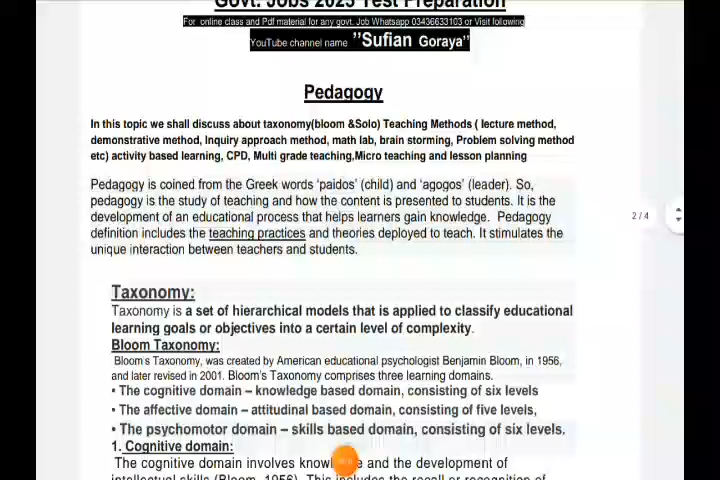 Govt: Jobs 2023 Test Preparation
For online class and Pdf material for any govt. Job Whatsapp 03436633103 or Visit following
YouTube channel name ”Sufian Goraya”
Pedagogy
In this topic we shall discuss about taxonomy(bloom &Solo) Teaching Methods ( lecture method,
demonstrative method, Inquiry approach method, math lab, brain storming, Problem solving method
etc) activity based learning, CPD, Multi grade teaching,Micro teaching and lesson planning
Pedagogy is coined from the Greek words ‘paidos’ (child) and ‘agogos’ (leader). So,
pedagogy is the study of teaching and how the content is presented to students. It is the
development of an educational process that helps learners gain knowledge. Pedagogy
definition includes the teaching practices and theories deployed to teach. It stimulates the
unique interaction between teachers and students.
2 / 4
Taxonomy:
Taxonomy is a set of hierarchical models that is applied to classify educational
learning goals or objectives into a certain level of complexity.
Bloom Taxonomy:
Bloom’s Taxonomy, was created by American educational psychologist Benjamin Bloom, in 1956,
and later revised in 2001. Bloom’s Taxonomy comprises three learning domains.
• The cognitive domain – knowledge based domain, consisting of six levels
• The affective domain – attitudinal based domain, consisting of five levels,
• The psychomotor domain – skills based domain, consisting of six levels.
1. Cognitive domain:
The cognitive domain involves and the development of
intellectual skills (Bloom, 1956). This includes the recall or recognition of